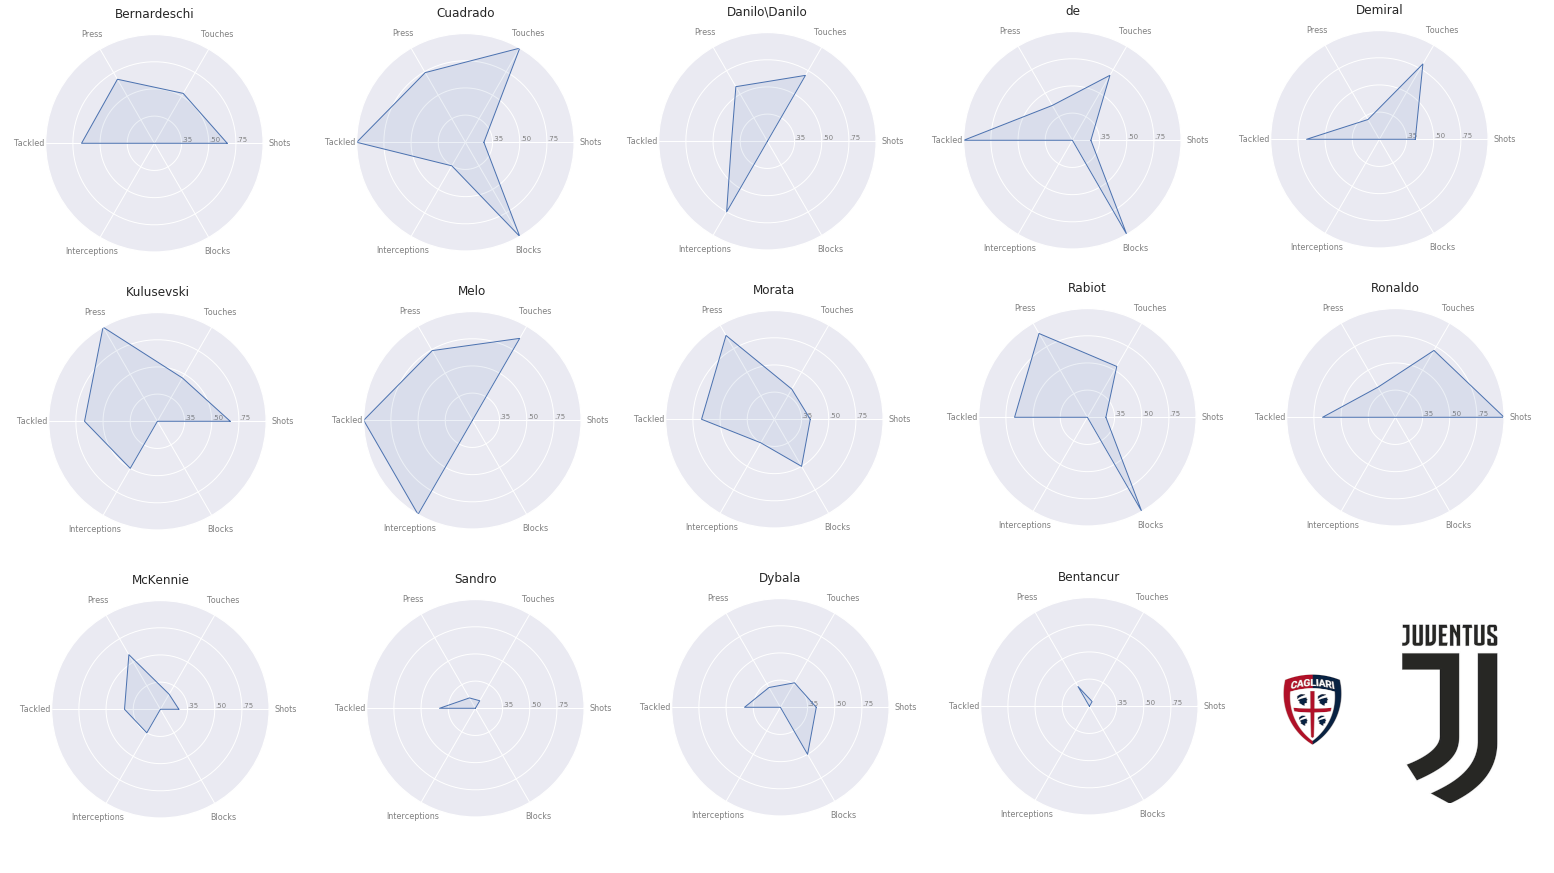 Bernardeschi
Press
Touches
Tackled
.35
.50
.75
Shots
Interceptions
Blocks
Cuadrado
Press
Touches
Tackled
.35
.50
.75
Shots
Interceptions
Blocks
Danilo\Danilo
Press
Touches
Tackled
.35
.50
.75
Shots
Interceptions
Blocks
de
Press
Touches
Tackled
.35
.50
.75
Shots
Interceptions
Blocks
Demiral
Press
Touches
Tackled
.35
.50
.75
Shots
Interceptions
Blocks
Kulusevski
Press
Touches
Tackled
.35
.50
.75
Shots
Interceptions
Blocks
Melo
Press
Touches
Tackled
.35
.50
.75
Shots
Interceptions
Blocks
Morata
Press
Touches
Tackled
.35
.50
.75
Shots
Interceptions
Blocks
Rabiot
Press
Touches
Tackled
.35
.50
.75
Shots
Interceptions
Blocks
Ronaldo
Press
Touches
Tackled
.35
.50
.75
Shots
Interceptions
Blocks
McKennie
Press
Touches
Tackled
.35
.50
.75
Shots
Interceptions
Blocks
Sandro
Press
Touches
Tackled
.35
.50
.75
Shots
Interceptions
Blocks
Dybala
Press
Touches
Tackled
.35
.50
.75
Shots
Interceptions
Blocks
Bentancur
Press
Touches
Tackled
.35
.50
.75
Shots
Interceptions
Blocks
CAGLIARI
JUVENTUS